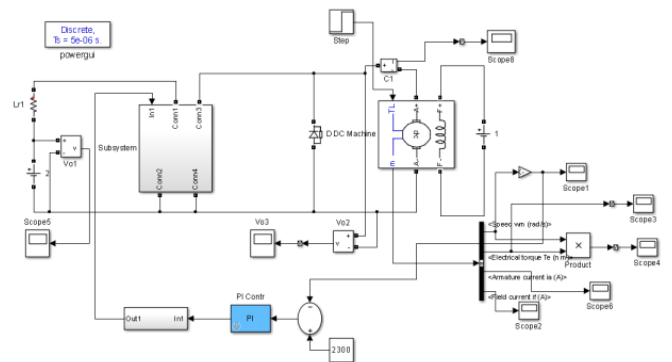 Discrete,
Ts = 5e-06 s.
powergui
Step
Scope8
C1
Lr1
In1
Conn1
Conn3
Subsystem
Conn2
Conn4
v
Vo1
2
Scope5
D DC Machine
TL
A+
F+
m
A-
F-
1
Scope1
Scope3
<Speed wm (rad/s)>
<Electrical torque Te (n m)>
Product
Scope4
<Armature current ia (A)>
<Field current if (A)>
Scope6
Scope2
Vo3
Vo2
v
PI Contr
PI
Out1
In1
2300